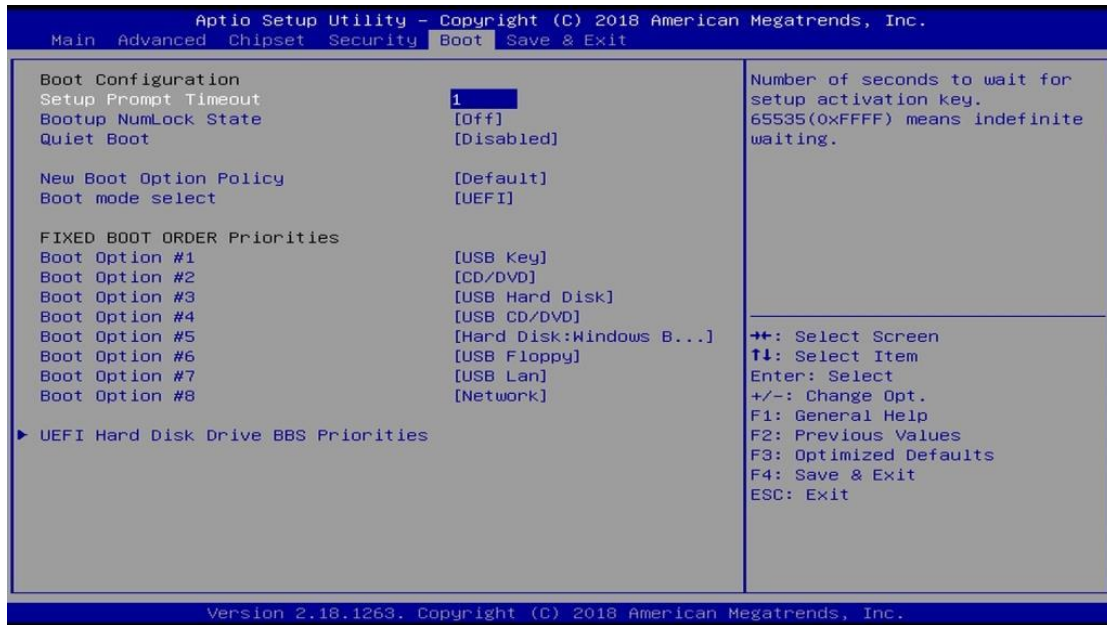 Aptio Setup Utility – Copyright (C) 2018 American Megatrends, Inc.
Main Advanced Chipset Security Boot Save & Exit
Boot Configuration
Setup Prompt Timeout 1
Bootup NumLock State [Off]
Quiet Boot [Disabled]
New Boot Option Policy [Default]
Boot mode select [UEFI]
FIXED BOOT ORDER Priorities
Boot Option #1 [USB Key]
Boot Option #2 [CD/DVD]
Boot Option #3 [USB Hard Disk]
Boot Option #4 [USB CD/DVD]
Boot Option #5 [Hard Disk:Windows B...]
Boot Option #6 [USB Floppy]
Boot Option #7 [USB Lan]
Boot Option #8 [Network]
▶ UEFI Hard Disk Drive BBS Priorities
Number of seconds to wait for
setup activation key.
65535(0xFFFF) means indefinite
waiting.
→←: Select Screen
↑↓: Select Item
Enter: Select
+/-: Change Opt.
F1: General Help
F2: Previous Values
F3: Optimized Defaults
F4: Save & Exit
ESC: Exit
Version 2.18.1263. Copyright (C) 2018 American Megatrends, Inc.